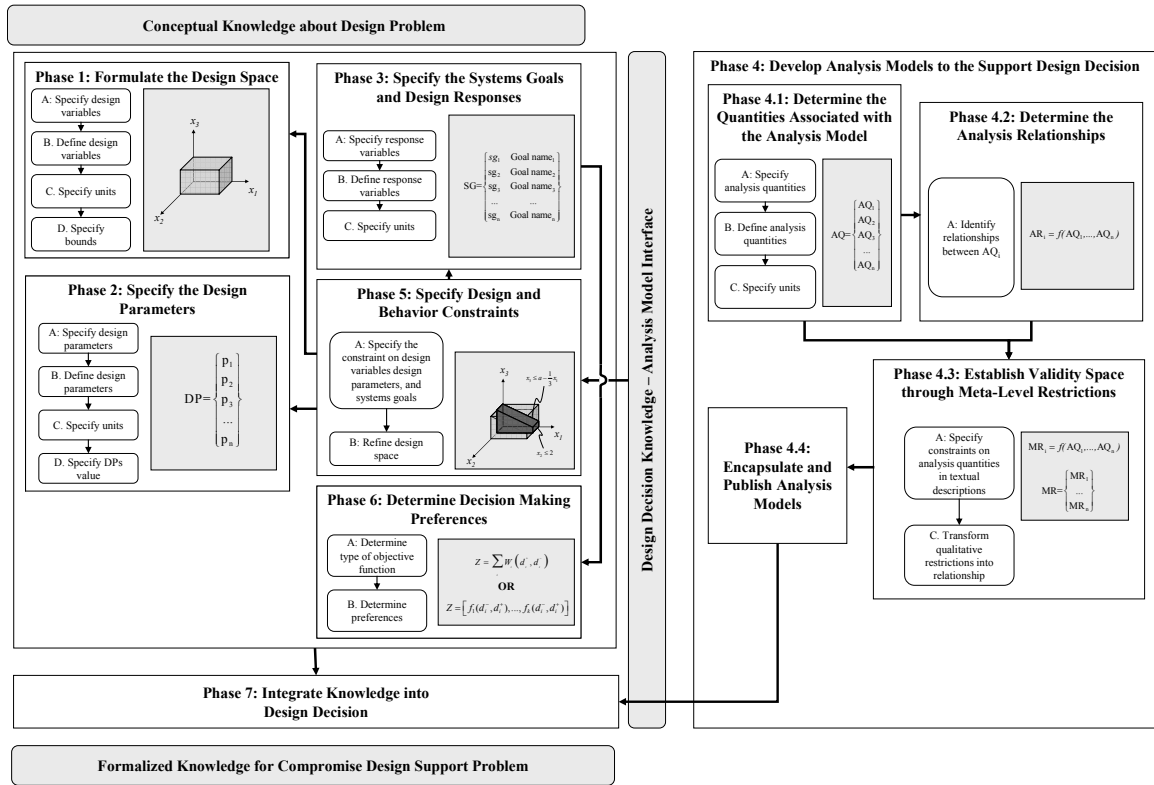 Conceptual Knowledge about Design Problem
Phase 1: Formulate the Design Space
A: Specify design
variables
B. Define design
variables
C. Specify units
D. Specify
bounds
x3
x1
x2
Phase 2: Specify the Design
Parameters
A: Specify design
parameters
B: Define design
parameters
C: Specify units
D. Specify DPs
value
DP={
p1
p2
p3
...
pn
}
Phase 3: Specify the Systems Goals
and Design Responses
A: Specify response
variables
B: Define response
variables
C: Specify units
SG={
sg1 Goal name1
sg2 Goal name2
sg3 Goal name3
... ...
sgn Goal namen
}
Phase 5: Specify Design and
Behavior Constraints
A: Specify the
constraint on design
variables design
parameters, and
systems goals
B: Refine design
space
x3
x1
x2
x2 ≤ 2
Phase 6: Determine Decision Making
Preferences
A: Determine
type of objective
function
B. Determine
preferences
OR
Phase 7: Integrate Knowledge into
Design Decision
Formalized Knowledge for Compromise Design Support Problem
Design Decision Knowledge – Analysis Model Interface
Phase 4: Develop Analysis Models to the Support Design Decision
Phase 4.1: Determine the
Quantities Associated with
the Analysis Model
A: Specify
analysis quantities
B: Define analysis
quantities
C. Specify units
AQ={
AQ1
AQ2
AQ3
...
AQn
}
Phase 4.2: Determine the
Analysis Relationships
A: Identify
relationships
between AQi
ARi = f(AQ1,...,AQn)
Phase 4.3: Establish Validity Space
through Meta-Level Restrictions
A: Specify
constraints on
analysis quantities
in textual
descriptions
C. Transform
qualitative
restrictions into
relationship
MRi = f(AQ1,...,AQn)
MR={
MR1
...
MRn
}
Phase 4.4:
Encapsulate and
Publish Analysis
Models